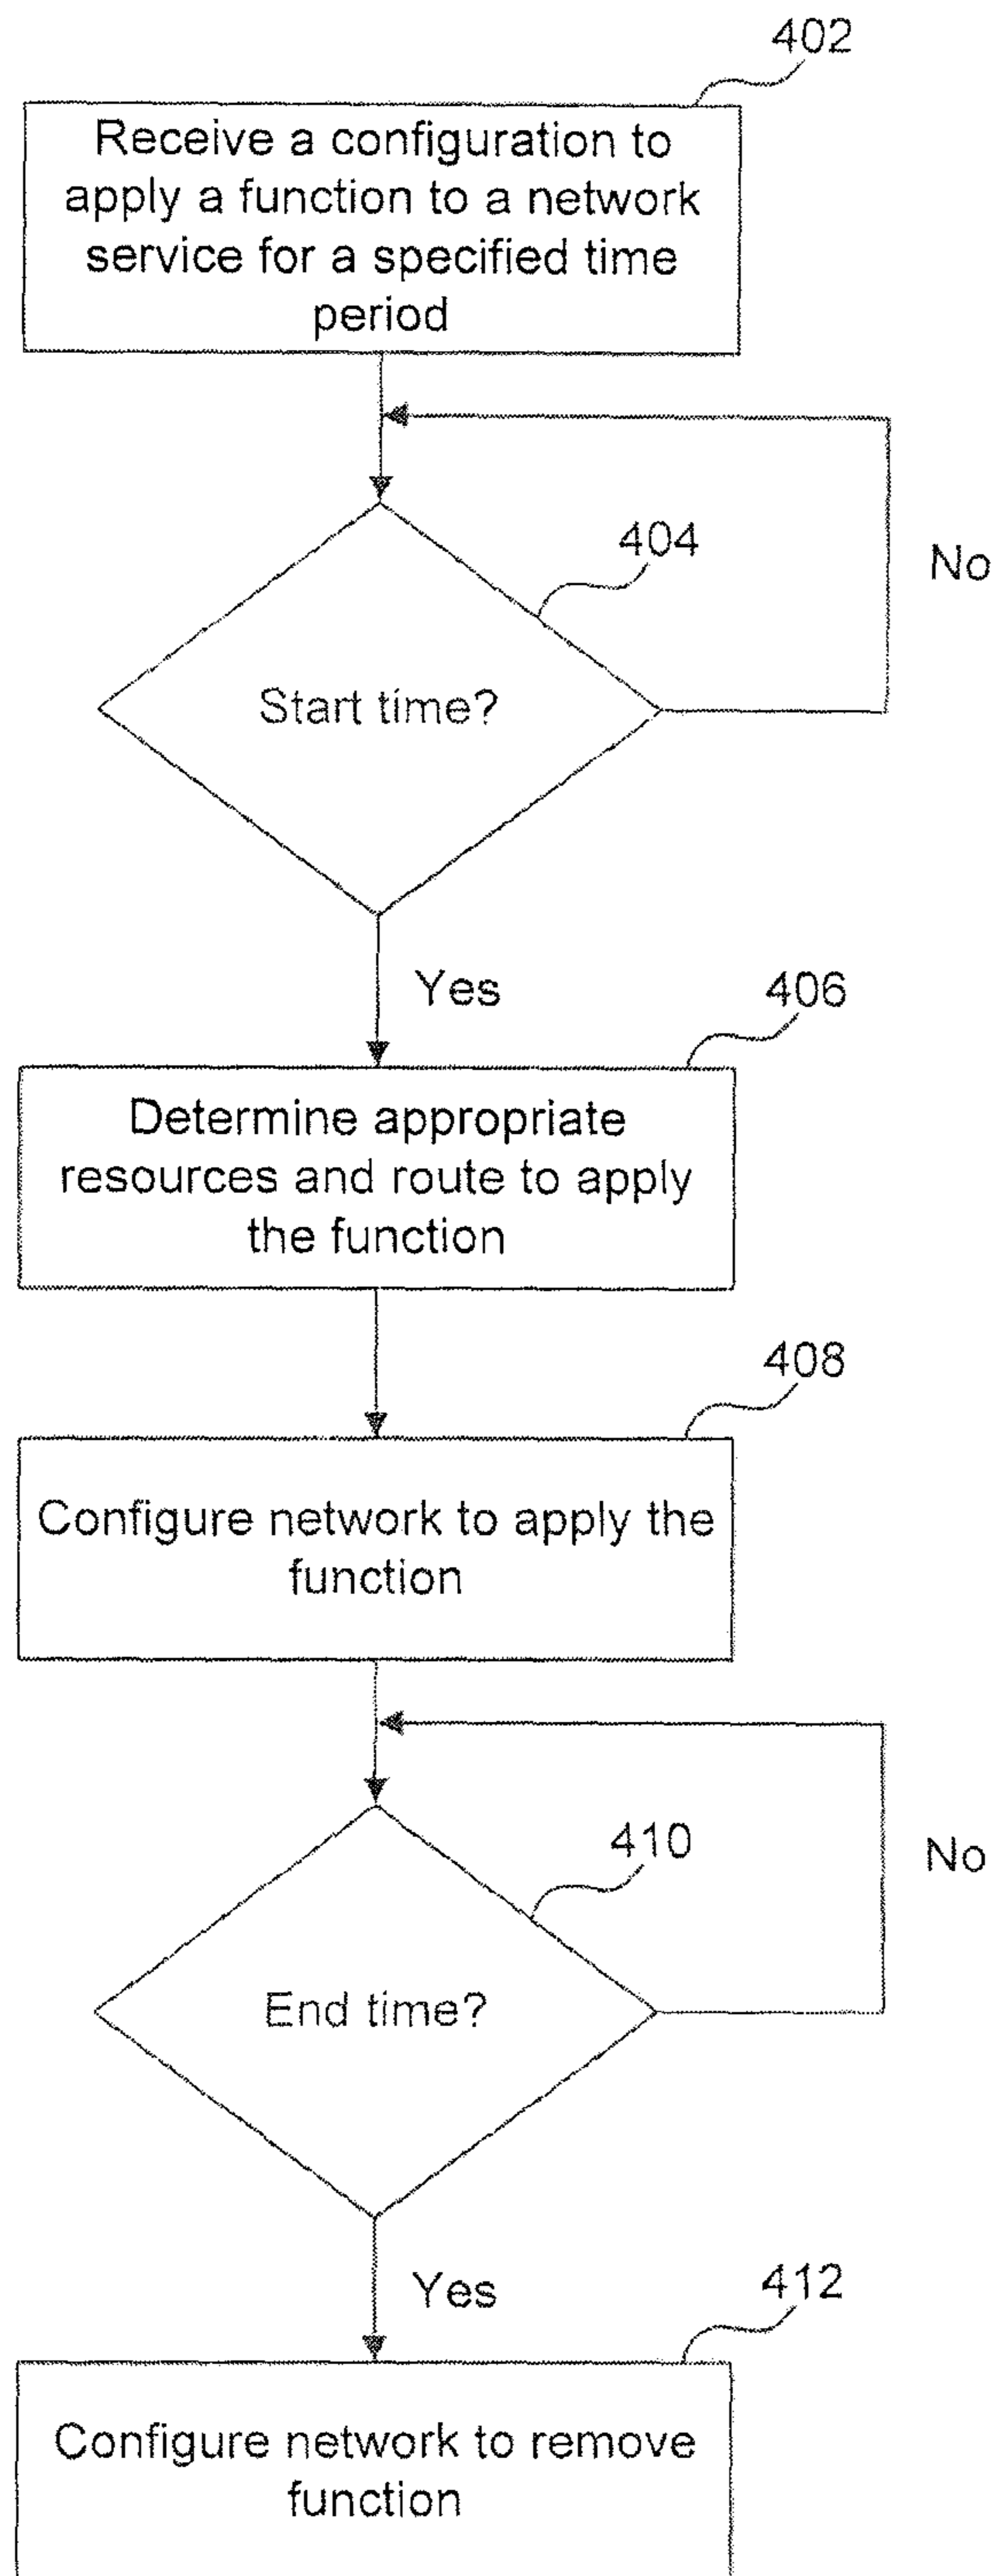 402
Receive a configuration to
apply a function to a network
service for a specified time
period
404
No
Start time?
Yes
406
Determine appropriate
resources and route to apply
the function
408
Configure network to apply the
function
410
No
End time?
Yes
412
Configure network to remove
function